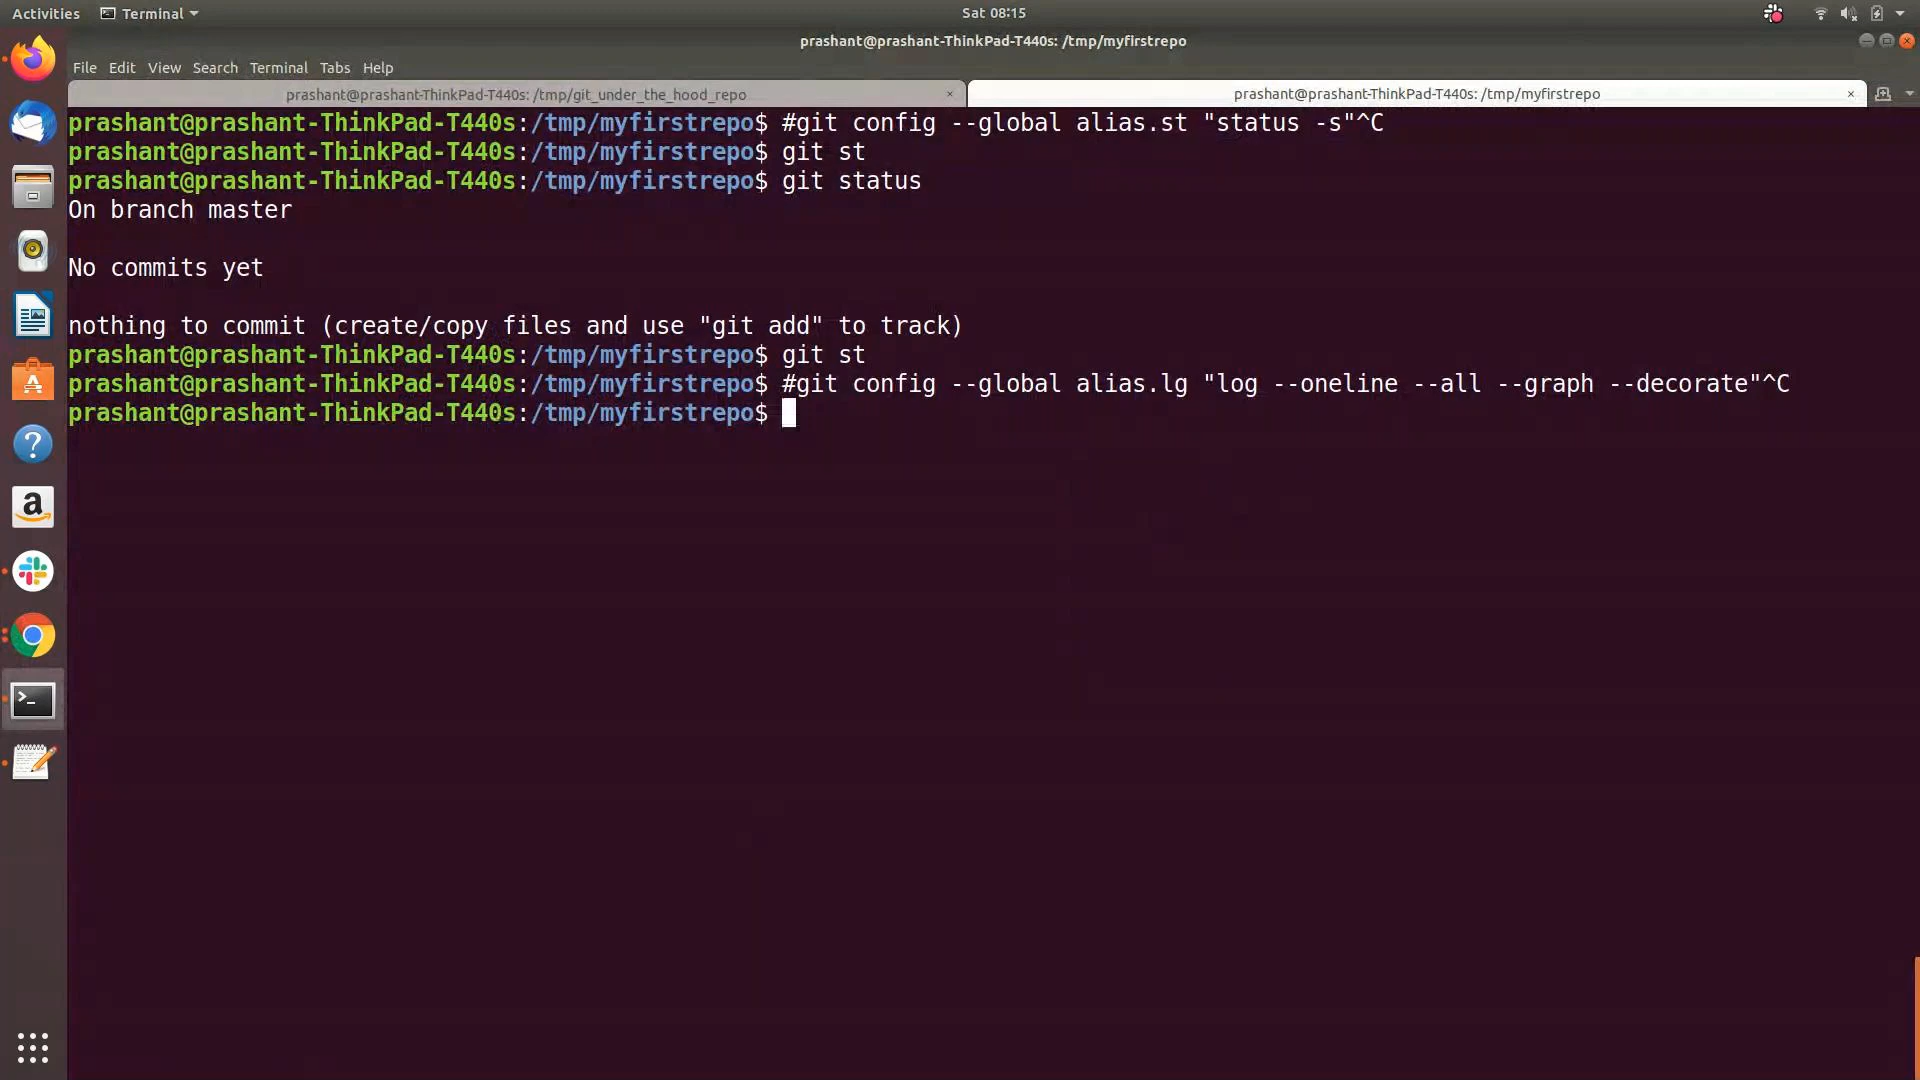 Activities Terminal Sat 08:15
prashant@prashant-ThinkPad-T440s: /tmp/myfirstrepo
File Edit View Search Terminal Tabs Help
prashant@prashant-ThinkPad-T440s: /tmp/git_under_the_hood_repo × prashant@prashant-ThinkPad-T440s: /tmp/myfirstrepo ×
prashant@prashant-ThinkPad-T440s:/tmp/myfirstrepo$ #git config --global alias.st "status -s"^C
prashant@prashant-ThinkPad-T440s:/tmp/myfirstrepo$ git st
prashant@prashant-ThinkPad-T440s:/tmp/myfirstrepo$ git status
On branch master
No commits yet
nothing to commit (create/copy files and use "git add" to track)
prashant@prashant-ThinkPad-T440s:/tmp/myfirstrepo$ git st
prashant@prashant-ThinkPad-T440s:/tmp/myfirstrepo$ #git config --global alias.lg "log --oneline --all --graph --decorate"^C
prashant@prashant-ThinkPad-T440s:/tmp/myfirstrepo$